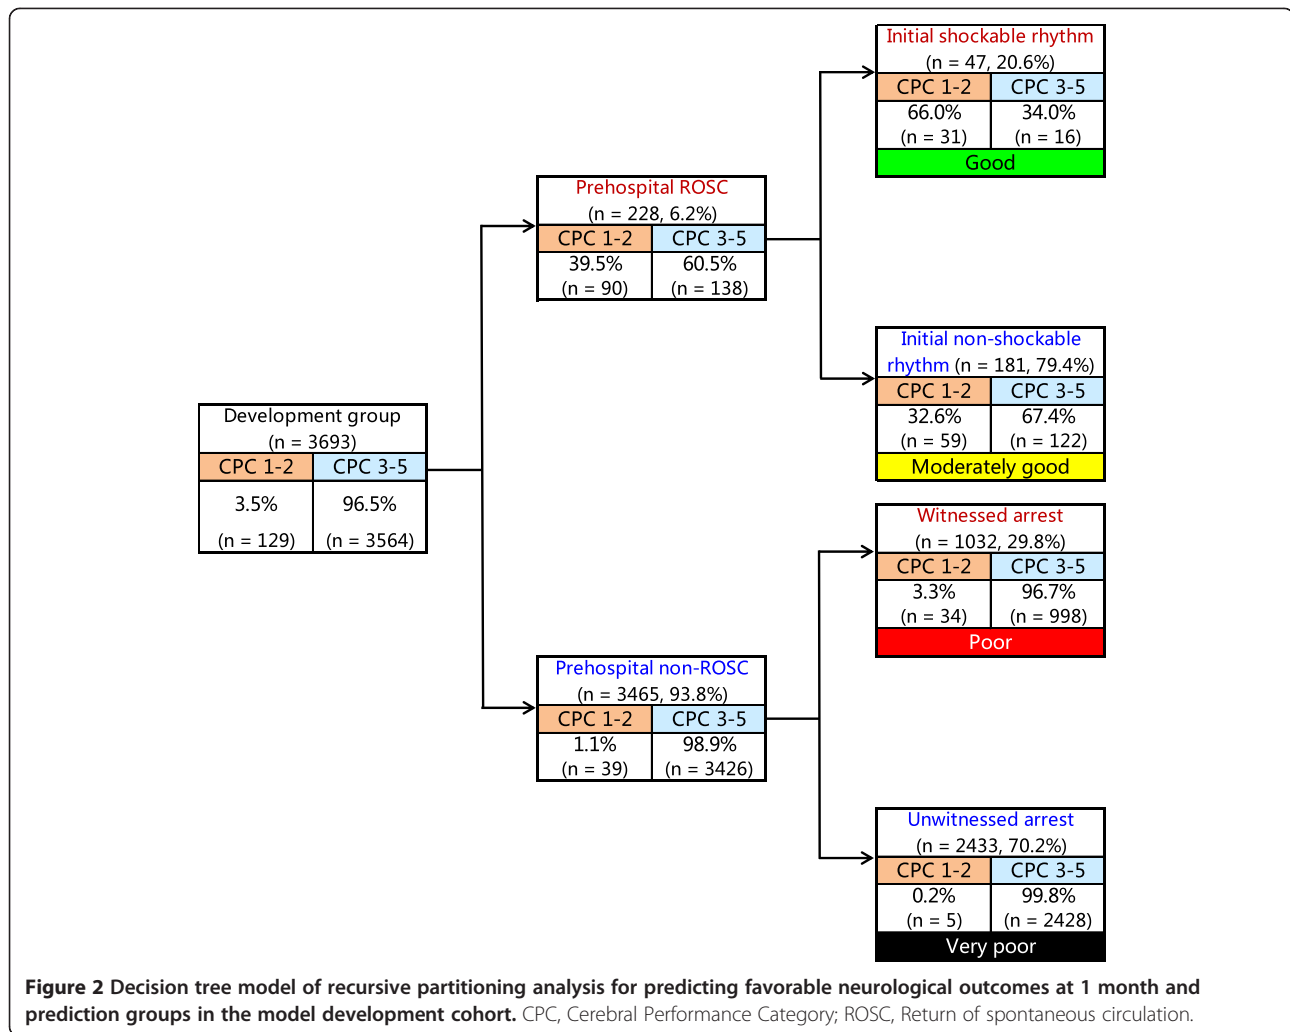 Initial shockable rhythm
(n = 47, 20.6%)
CPC 1-2 CPC 3-5
66.0% 34.0%
(n = 31) (n = 16)
Good
Prehospital ROSC
(n = 228, 6.2%)
CPC 1-2 CPC 3-5
39.5% 60.5%
(n = 90) (n = 138)
Initial non-shockable
rhythm (n = 181, 79.4%)
CPC 1-2 CPC 3-5
32.6% 67.4%
(n = 59) (n = 122)
Moderately good
Development group
(n = 3693)
CPC 1-2 CPC 3-5
3.5% 96.5%
(n = 129) (n = 3564)
Witnessed arrest
(n = 1032, 29.8%)
CPC 1-2 CPC 3-5
3.3% 96.7%
(n = 34) (n = 998)
Poor
Prehospital non-ROSC
(n = 3465, 93.8%)
CPC 1-2 CPC 3-5
1.1% 98.9%
(n = 39) (n = 3426)
Unwitnessed arrest
(n = 2433, 70.2%)
CPC 1-2 CPC 3-5
0.2% 99.8%
(n = 5) (n = 2428)
Very poor
Figure 2 Decision tree model of recursive partitioning analysis for predicting favorable neurological outcomes at 1 month and
prediction groups in the model development cohort. CPC, Cerebral Performance Category; ROSC, Return of spontaneous circulation.